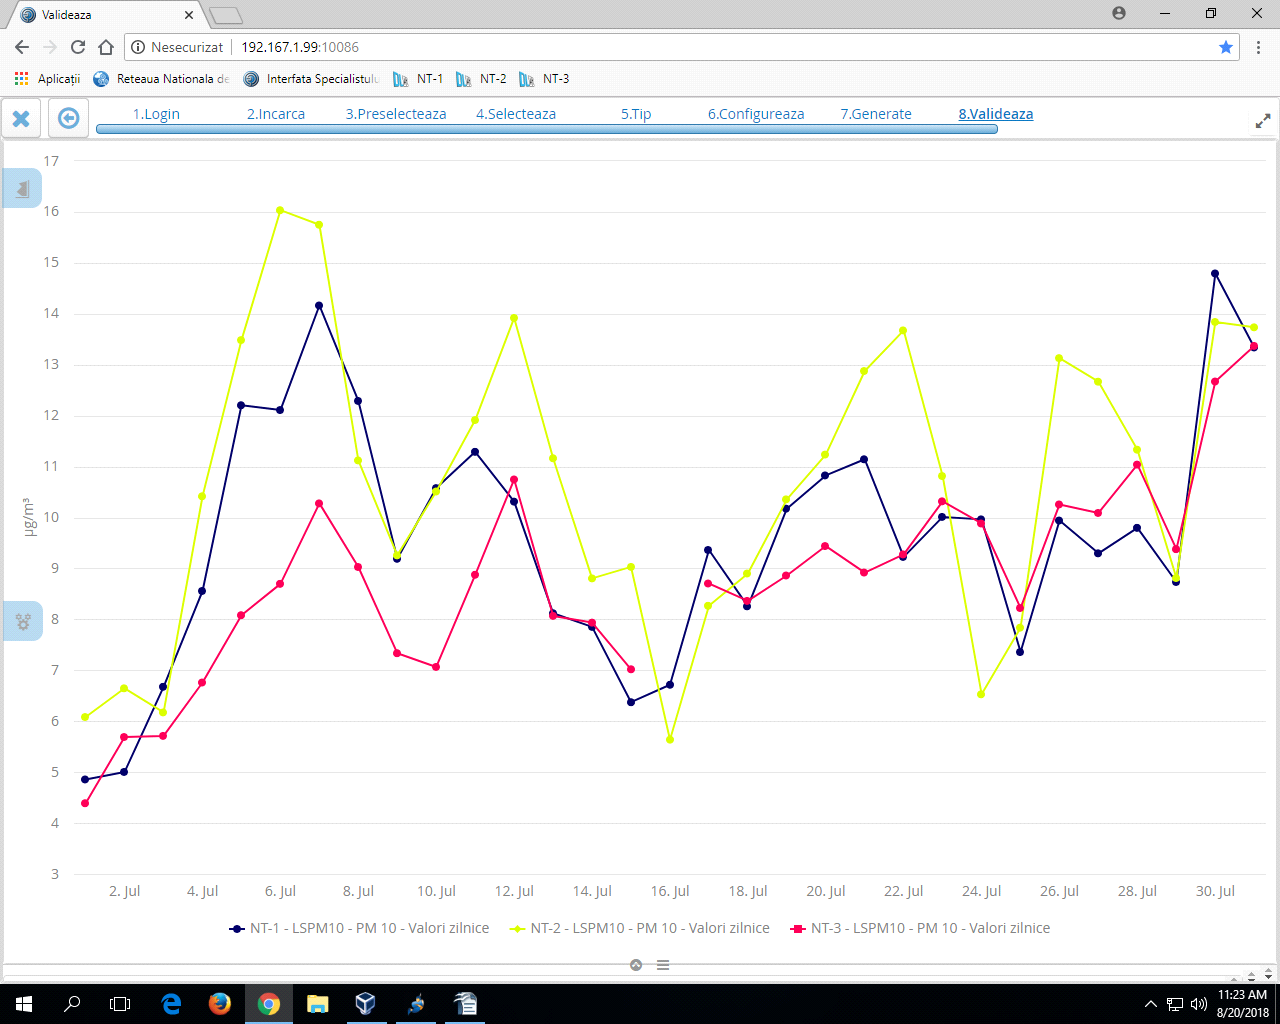 Valideaza
Nesecurizat 192.167.1.99:10086
Aplicații Reteaua Nationala de Interfata Specialistulu NT-1 NT-2 NT-3
1.Login 2.Incarca 3.Preselecteaza 4.Selecteaza 5.Tip 6.Configureaza 7.Generate 8.Valideaza
17
16
15
14
13
12
11
10
µg/m³
9
8
7
6
5
4
3
2. Jul 4. Jul 6. Jul 8. Jul 10. Jul 12. Jul 14. Jul 16. Jul 18. Jul 20. Jul 22. Jul 24. Jul 26. Jul 28. Jul 30. Jul
NT-1 - LSPM10 - PM 10 - Valori zilnice NT-2 - LSPM10 - PM 10 - Valori zilnice NT-3 - LSPM10 - PM 10 - Valori zilnice
11:23 AM
8/20/2018